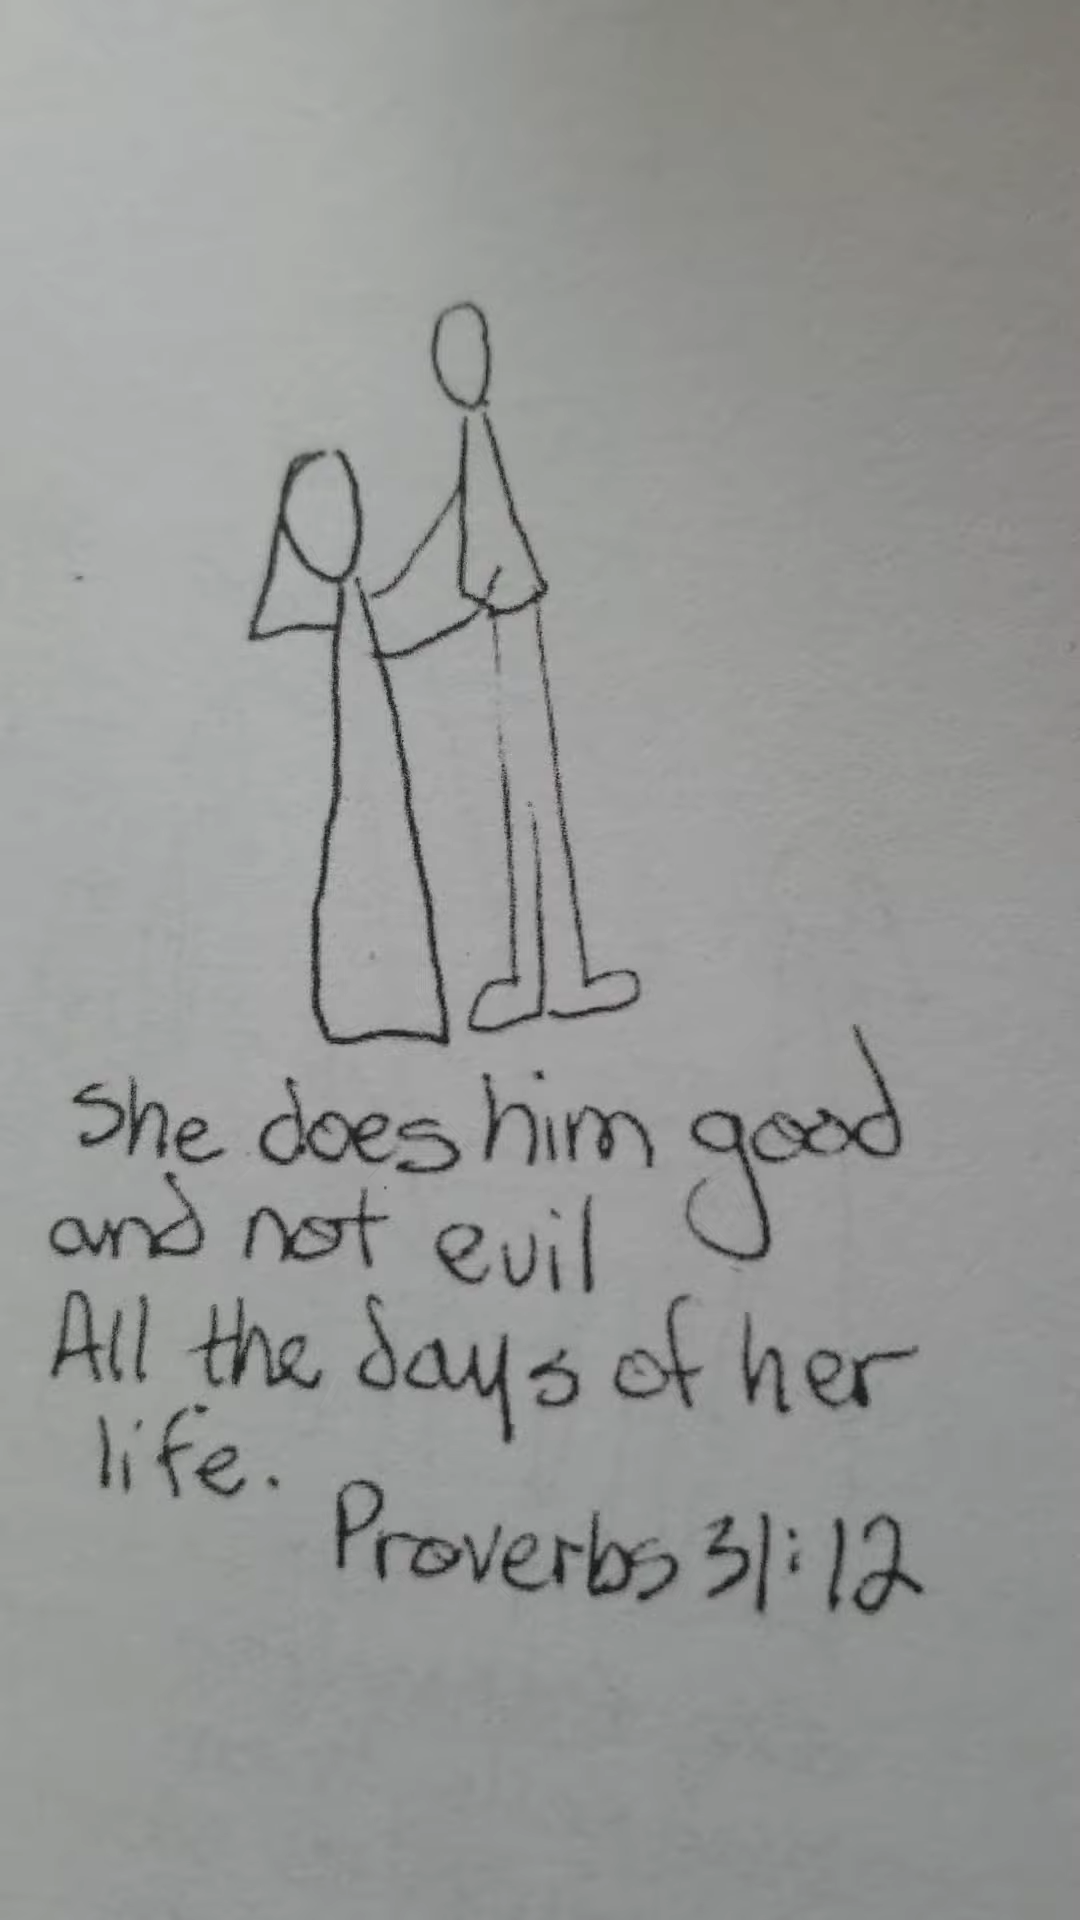 She does him good
and not evil
All the days of her
life.
Proverbs 31:12